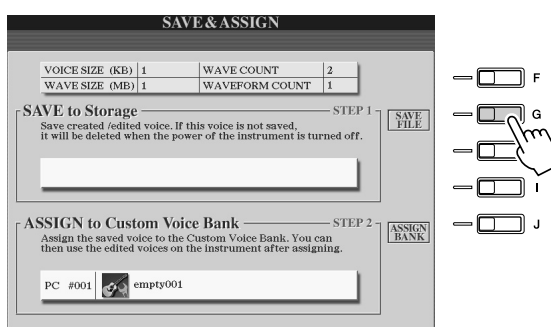 SAVE & ASSIGN
VOICE SIZE (KB) 1 WAVE COUNT 2
WAVE SIZE (MB) 1 WAVEFORM COUNT 1
SAVE to Storage STEP 1
Save created /edited voice. If this voice is not saved,
it will be deleted when the power of the instrument is turned off.
SAVE
FILE
ASSIGN to Custom Voice Bank STEP 2
Assign the saved voice to the Custom Voice Bank. You can
then use the edited voices on the instrument after assigning.
ASSIGN
BANK
PC #001 empty001
F
G
I
J